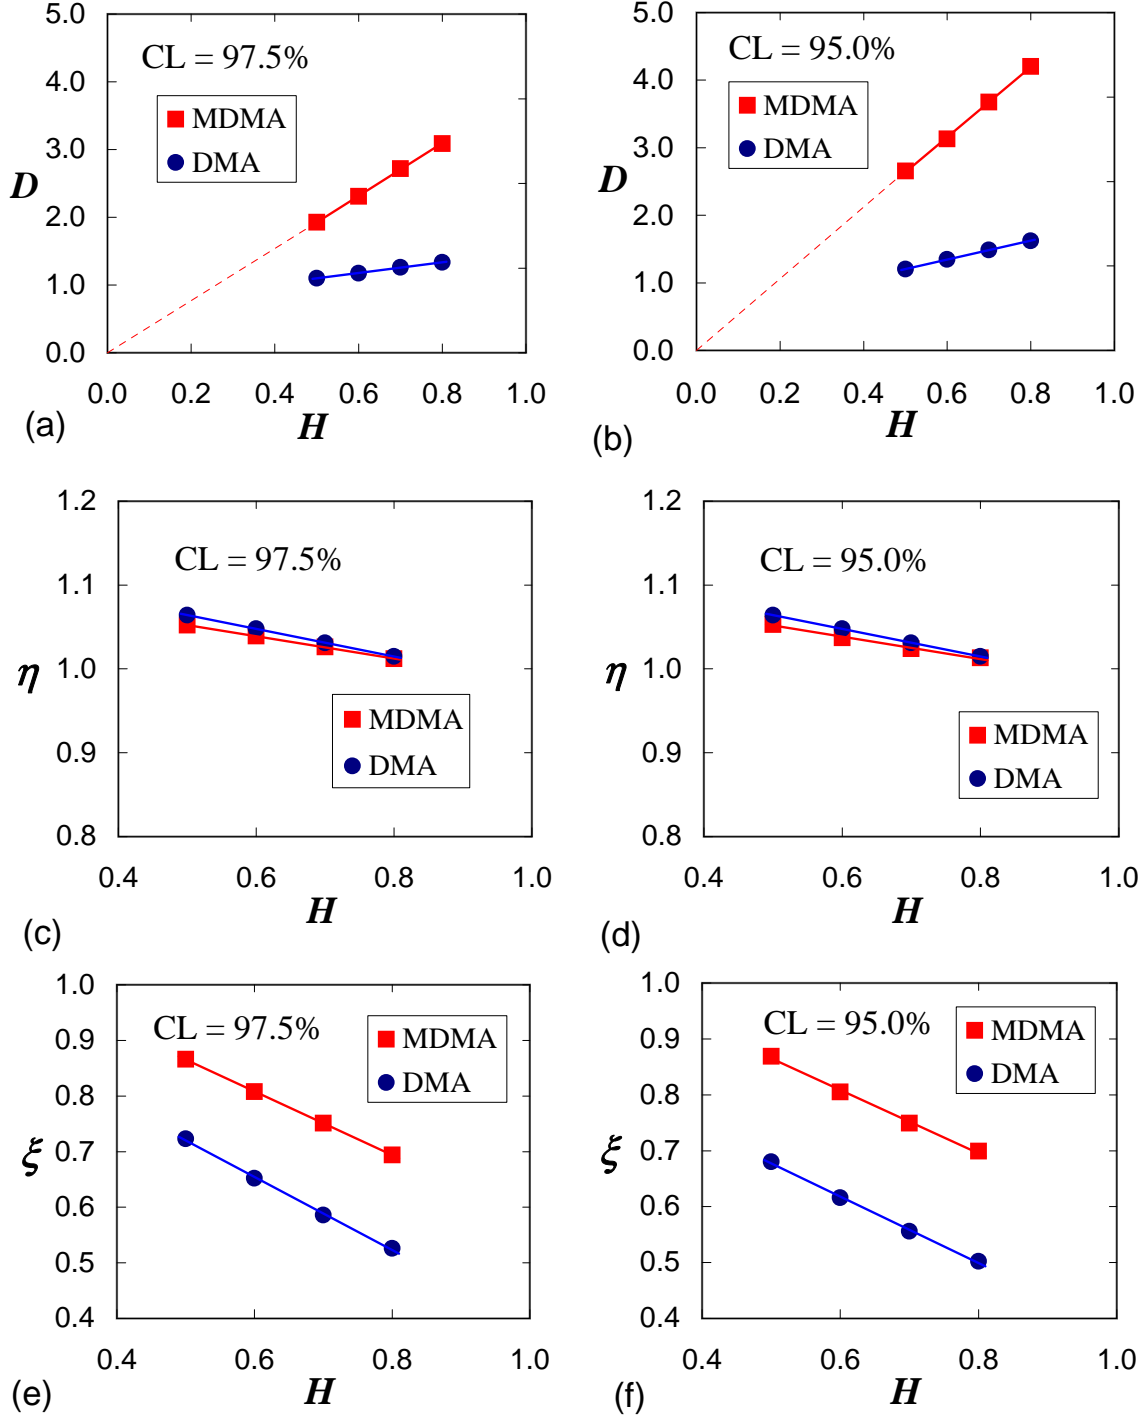 5.0
4.0
3.0
D
2.0
1.0
0.0
CL = 97.5%
MDMA
DMA
0.0 0.2 0.4 0.6 0.8 1.0
(a)
H
5.0
4.0
3.0
D
2.0
1.0
0.0
CL = 95.0%
MDMA
DMA
0.0 0.2 0.4 0.6 0.8 1.0
(b)
H
1.2
1.1
1.0
η
0.9
0.8
CL = 97.5%
MDMA
DMA
0.4 0.6 0.8 1.0
(c)
H
1.2
1.1
1.0
η
0.9
0.8
CL = 95.0%
MDMA
DMA
0.4 0.6 0.8 1.0
(d)
H
1.0
0.9
0.8
0.7
ξ
0.6
0.5
0.4
CL = 97.5%
MDMA
DMA
0.4 0.6 0.8 1.0
(e)
H
1.0
0.9
0.8
0.7
ξ
0.6
0.5
0.4
CL = 95.0%
MDMA
DMA
0.4 0.6 0.8 1.0
(f)
H